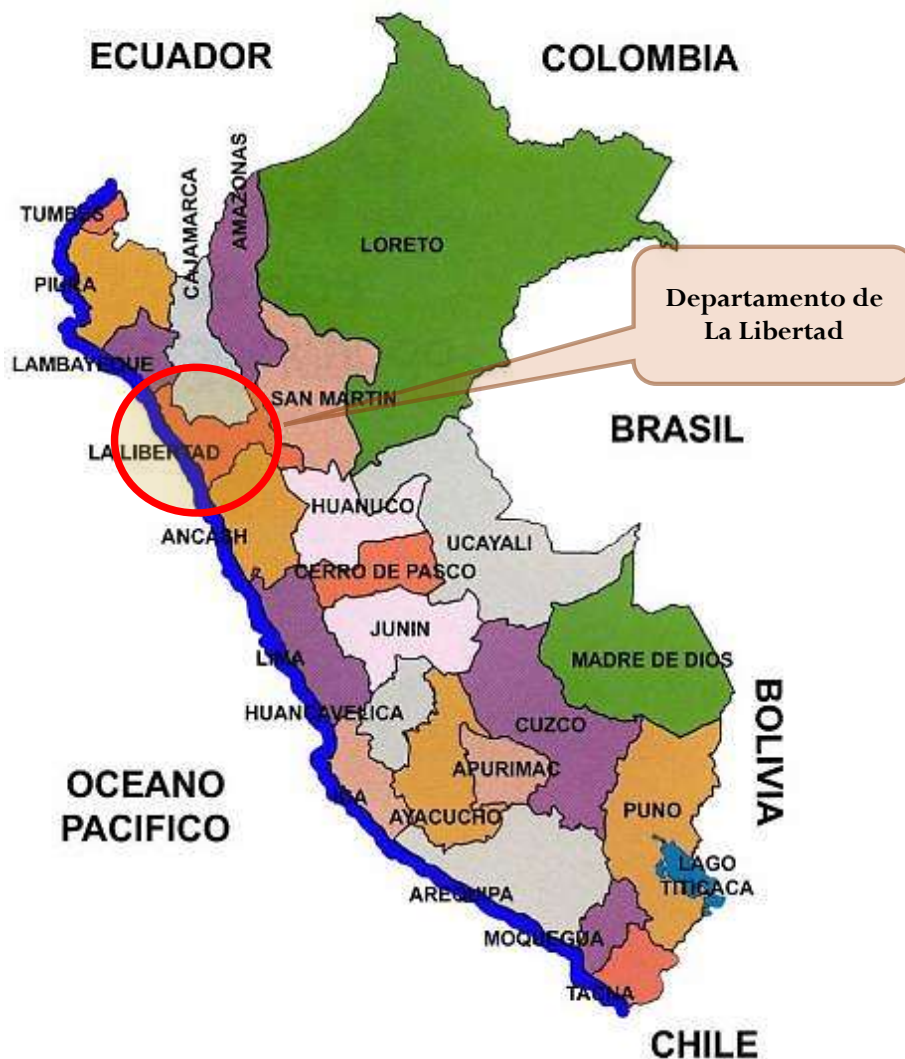 ECUADOR
COLOMBIA
TUMBES
CAJAMARCA
AMAZONAS
LORETO
PIURA
Departamento de
La Libertad
LAMBAYEQUE
SAN MARTIN
BRASIL
LA LIBERTAD
HUANUCO
ANCASH
UCAYALI
CERRO DE PASCO
JUNIN
LIMA
MADRE DE DIOS
HUANCAVELICA
CUZCO
BOLIVIA
OCEANO
PACIFICO
APURIMAC
ICA
AYACUCHO
PUNO
LAGO
TITICACA
AREQUIPA
MOQUEGUA
TACNA
CHILE